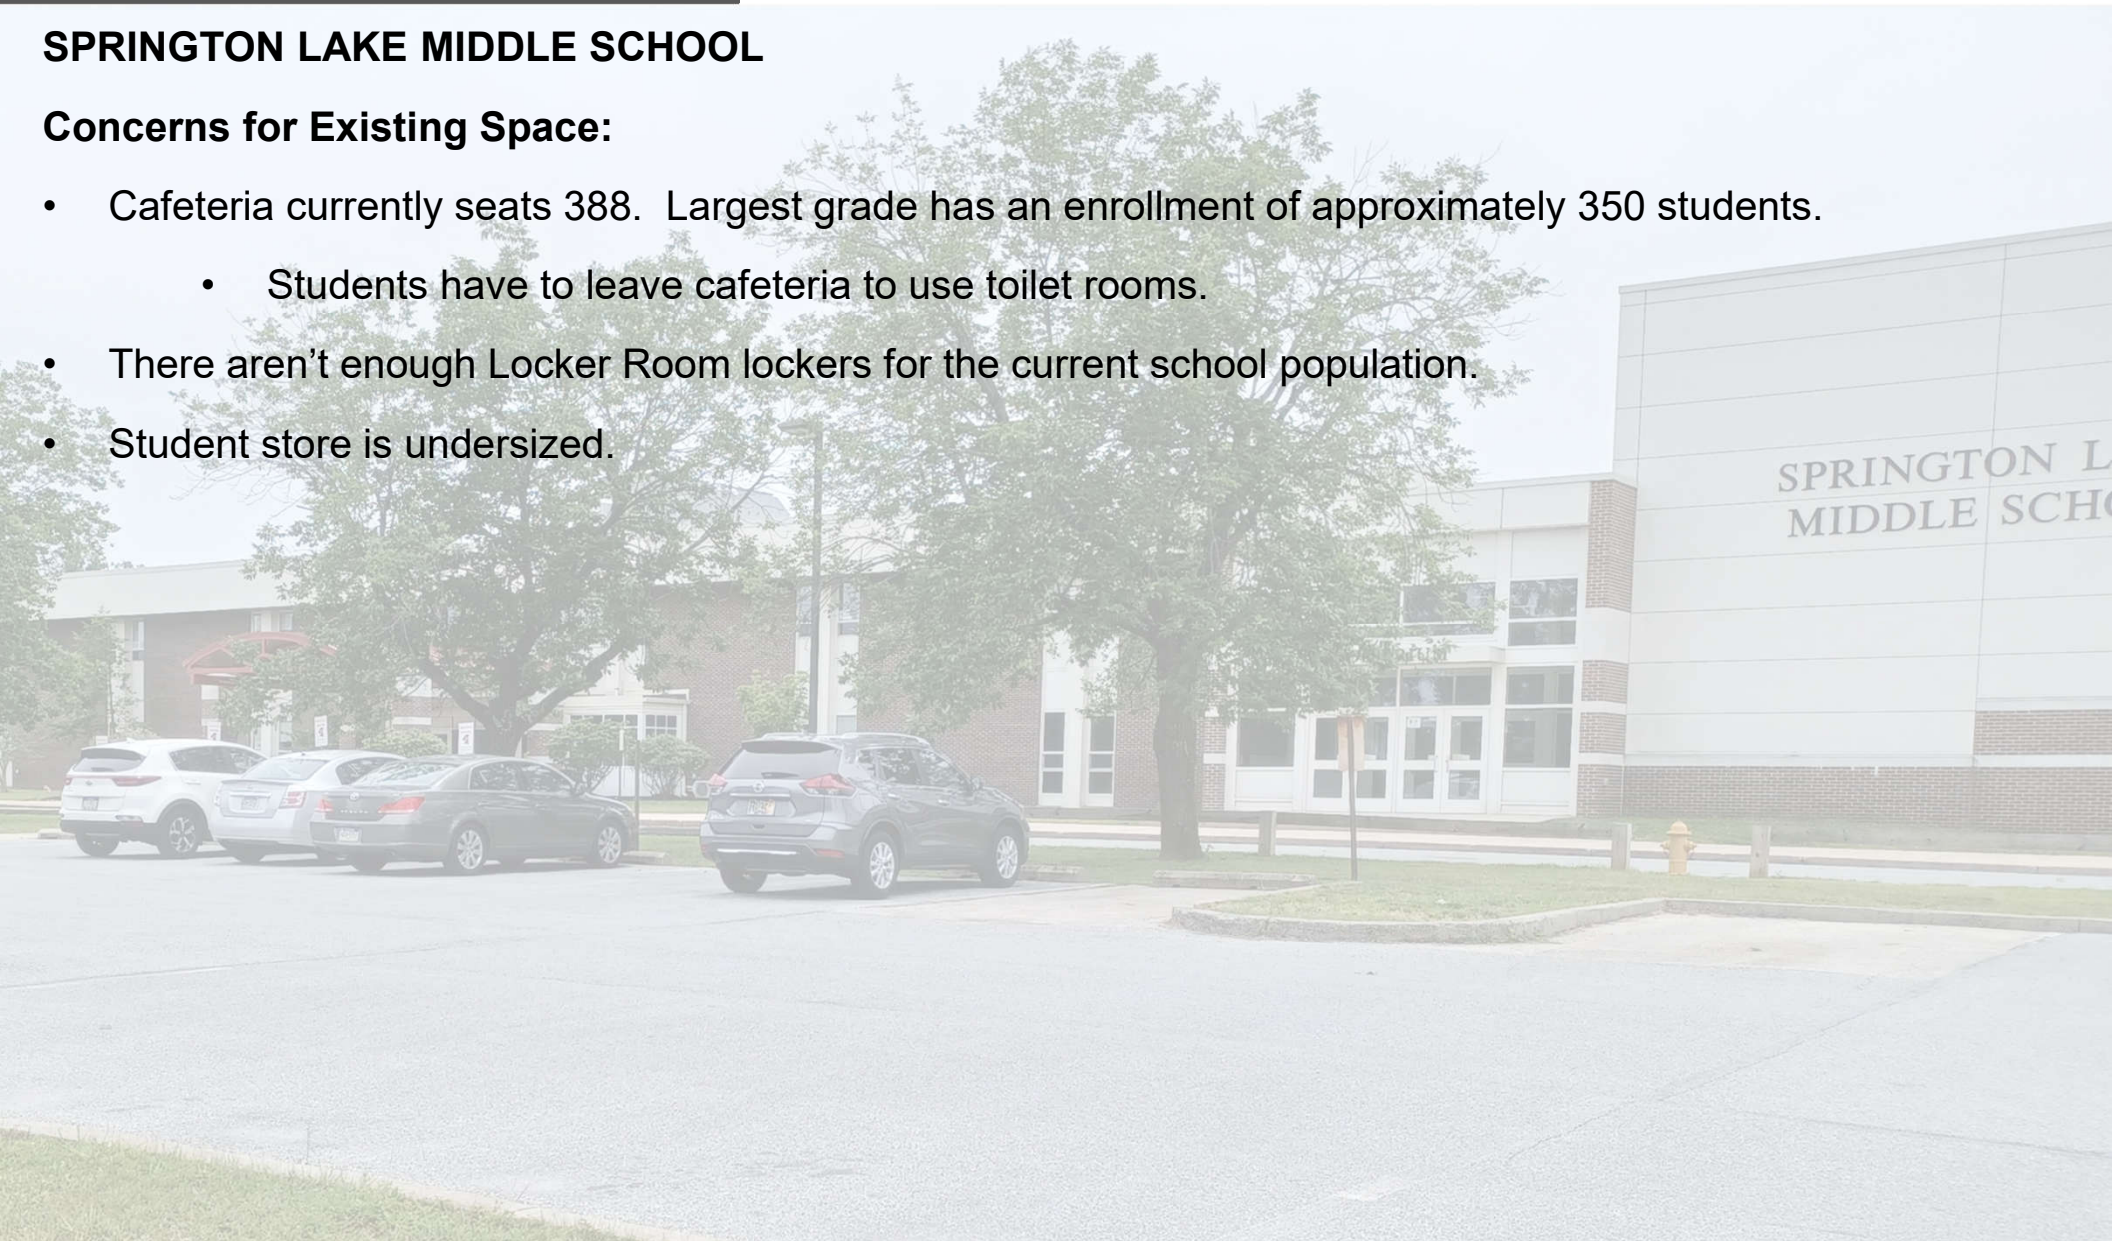 SPRINGTON LAKE MIDDLE SCHOOL
Concerns for Existing Space:
• Cafeteria currently seats 388.  Largest grade has an enrollment of approximately 350 students.
• Students have to leave cafeteria to use toilet rooms.
• There aren’t enough Locker Room lockers for the current school population.
• Student store is undersized.
SPRINGTON L
MIDDLE SCHO